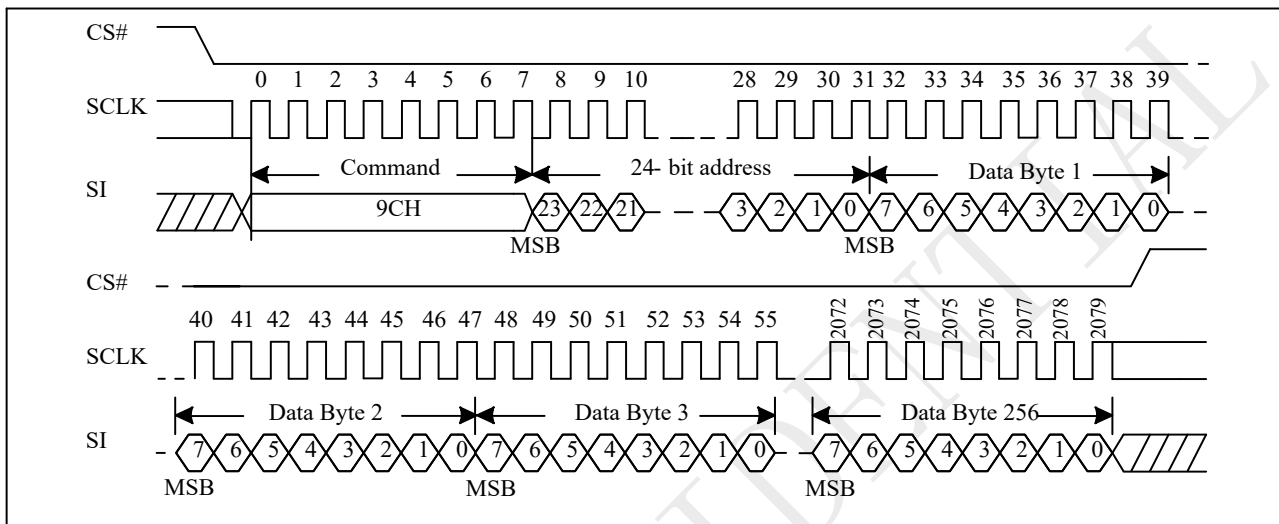 CS#
0 1 2 3 4 5 6 7 8 9 10 28 29 30 31 32 33 34 35 36 37 38 39
SCLK
Command 24- bit address Data Byte 1
SI
9CH 23 22 21 3 2 1 0 7 6 5 4 3 2 1 0
MSB MSB
CS#
40 41 42 43 44 45 46 47 48 49 50 51 52 53 54 55 2072 2073 2074 2075 2076 2077 2078 2079
SCLK
Data Byte 2 Data Byte 3 Data Byte 256
SI
7 6 5 4 3 2 1 0 7 6 5 4 3 2 1 0 7 6 5 4 3 2 1 0
MSB MSB MSB
DENTIAL